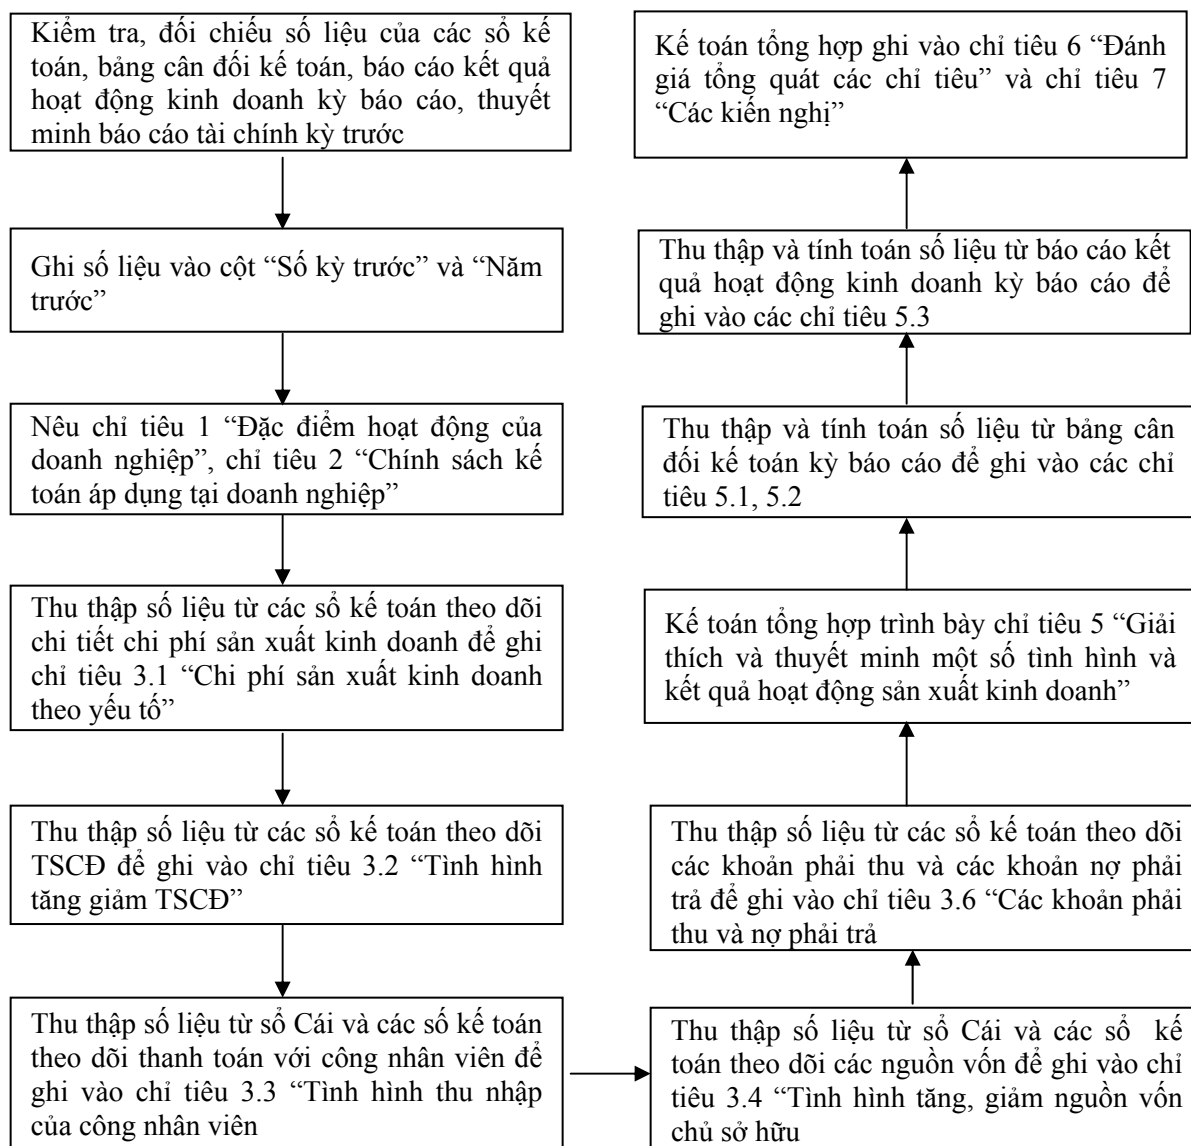 Kiểm tra, đối chiếu số liệu của các sổ kế
toán, bảng cân đối kế toán, báo cáo kết quả
hoạt động kinh doanh kỳ báo cáo, thuyết
minh báo cáo tài chính kỳ trước
Ghi số liệu vào cột “Số kỳ trước” và “Năm
trước”
Nêu chỉ tiêu 1 “Đặc điểm hoạt động của
doanh nghiệp”, chỉ tiêu 2 “Chính sách kế
toán áp dụng tại doanh nghiệp”
Thu thập số liệu từ các sổ kế toán theo dõi
chi tiết chi phí sản xuất kinh doanh để ghi
chỉ tiêu 3.1 “Chi phí sản xuất kinh doanh
theo yếu tố”
Thu thập số liệu từ các sổ kế toán theo dõi
TSCĐ để ghi vào chỉ tiêu 3.2 “Tình hình
tăng giảm TSCĐ”
Thu thập số liệu từ sổ Cái và các số kế toán
theo dõi thanh toán với công nhân viên để
ghi vào chỉ tiêu 3.3 “Tình hình thu nhập
của công nhân viên
Thu thập số liệu từ sổ Cái và các sổ kế
toán theo dõi các nguồn vốn để ghi vào chỉ
tiêu 3.4 “Tình hình tăng, giảm nguồn vốn
chủ sở hữu
Thu thập số liệu từ các sổ kế toán theo dõi
các khoản phải thu và các khoản nợ phải
trả để ghi vào chỉ tiêu 3.6 “Các khoản phải
thu và nợ phải trả
Kế toán tổng hợp trình bày chỉ tiêu 5 “Giải
thích và thuyết minh một số tình hình và
kết quả hoạt động sản xuất kinh doanh”
Thu thập và tính toán số liệu từ bảng cân
đối kế toán kỳ báo cáo để ghi vào các chỉ
tiêu 5.1, 5.2
Thu thập và tính toán số liệu từ báo cáo kết
quả hoạt động kinh doanh kỳ báo cáo để
ghi vào các chỉ tiêu 5.3
Kế toán tổng hợp ghi vào chỉ tiêu 6 “Đánh
giá tổng quát các chỉ tiêu” và chỉ tiêu 7
“Các kiến nghị”